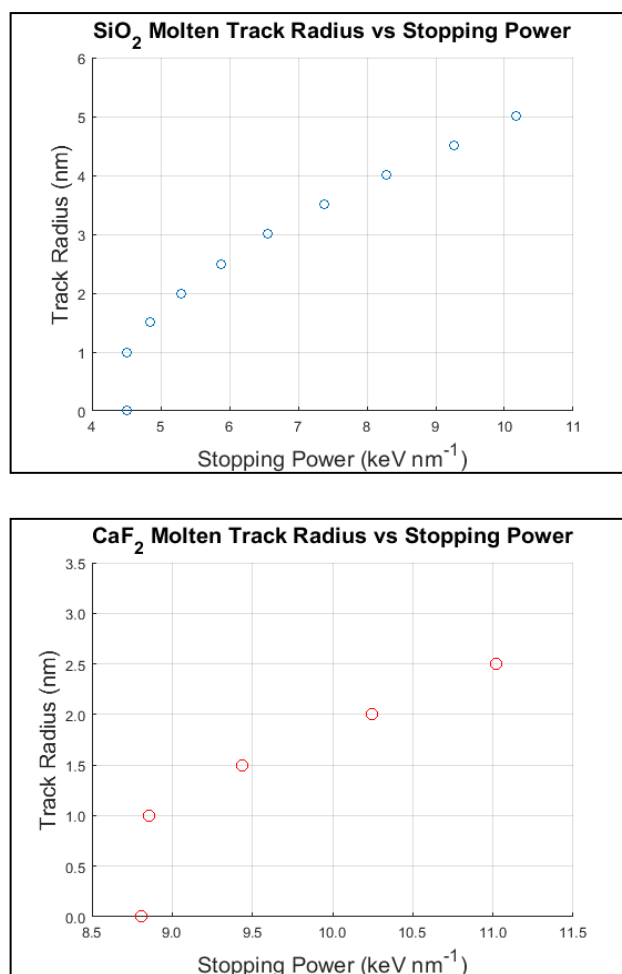 SiO2 Molten Track Radius vs Stopping Power
6
5
4
3
2
1
0
Track Radius (nm)
4 5 6 7 8 9 10 11
Stopping Power (keV nm-1)
CaF2 Molten Track Radius vs Stopping Power
3.5
3.0
2.5
2.0
1.5
1.0
0.5
0.0
Track Radius (nm)
8.5 9.0 9.5 10.0 10.5 11.0 11.5
Stopping Power (keV nm-1)